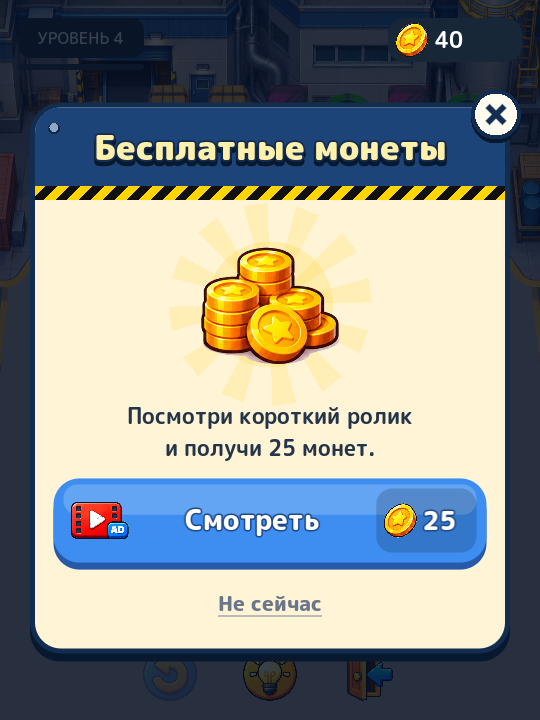 УРОВЕНЬ 4
40
Бесплатные монеты
Посмотри короткий ролик
и получи 25 монет.
AD
Смотреть
25
Не сейчас